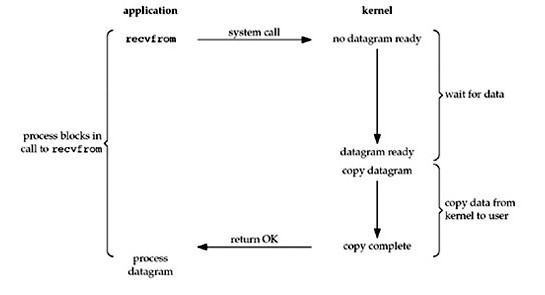 application
kernel
recvfrom
system call
no datagram ready
wait for data
process blocks in
call to recvfrom
datagram ready
copy datagram
copy data from
kernel to user
return OK
copy complete
process
datagram